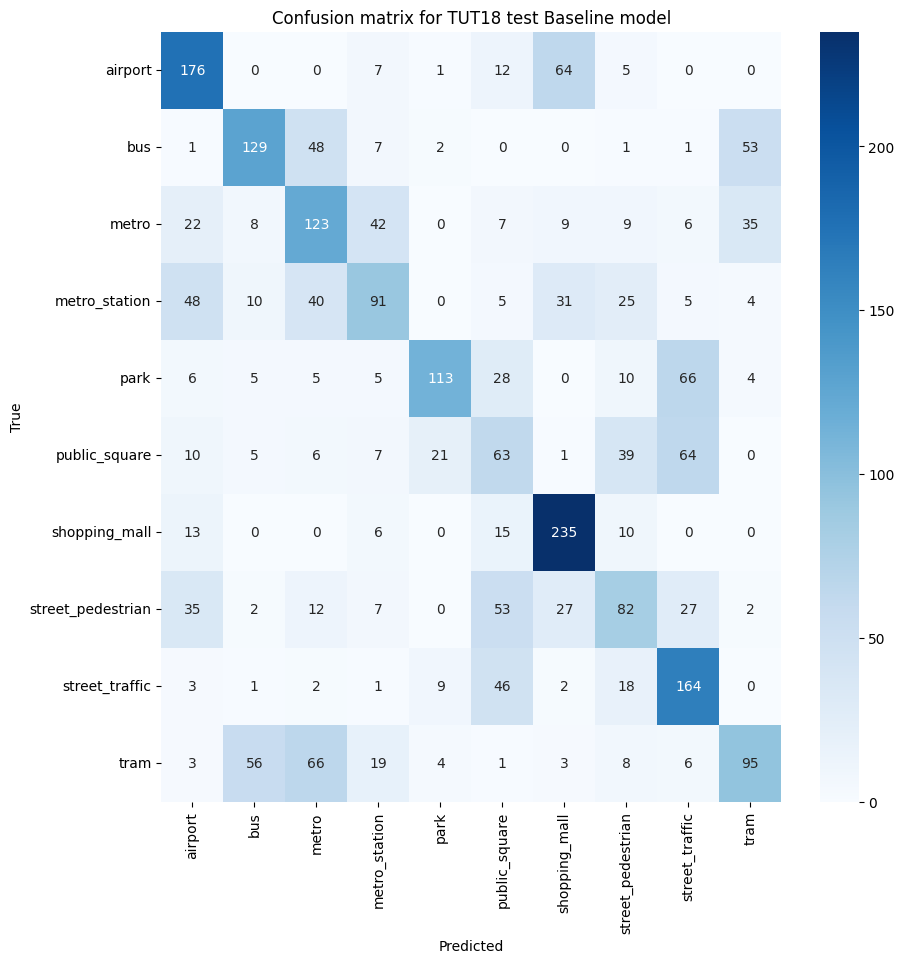 Confusion matrix for TUT18 test Baseline model
airport 176 0 0 7 1 12 64 5 0 0
bus 1 129 48 7 2 0 0 1 1 53
metro 22 8 123 42 0 7 9 9 6 35
metro_station 48 10 40 91 0 5 31 25 5 4
park 6 5 5 5 113 28 0 10 66 4
public_square 10 5 6 7 21 63 1 39 64 0
shopping_mall 13 0 0 6 0 15 235 10 0 0
street_pedestrian 35 2 12 7 0 53 27 82 27 2
street_traffic 3 1 2 1 9 46 2 18 164 0
tram 3 56 66 19 4 1 3 8 6 95
True
airport
bus
metro
metro_station
park
public_square
shopping_mall
street_pedestrian
street_traffic
tram
Predicted
200
150
100
50
0